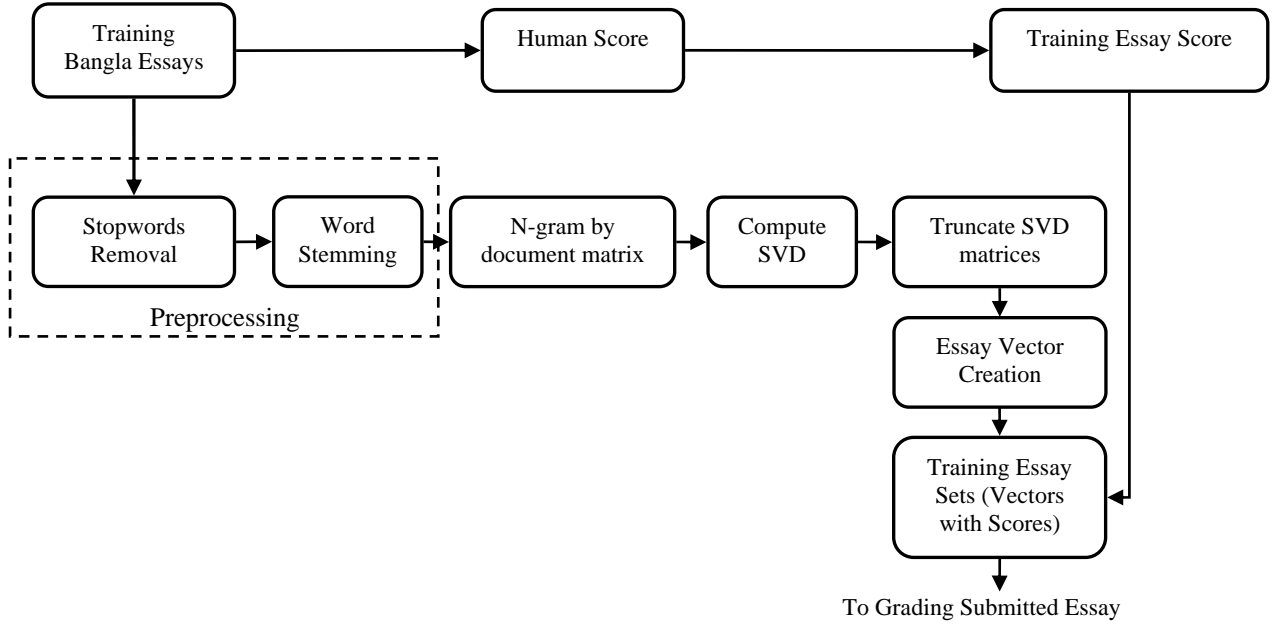 Training
Bangla Essays
Human Score
Training Essay Score
Stopwords
Removal
Word
Stemming
N-gram by
document matrix
Compute
SVD
Truncate SVD
matrices
Preprocessing
Essay Vector
Creation
Training Essay
Sets (Vectors
with Scores)
To Grading Submitted Essay